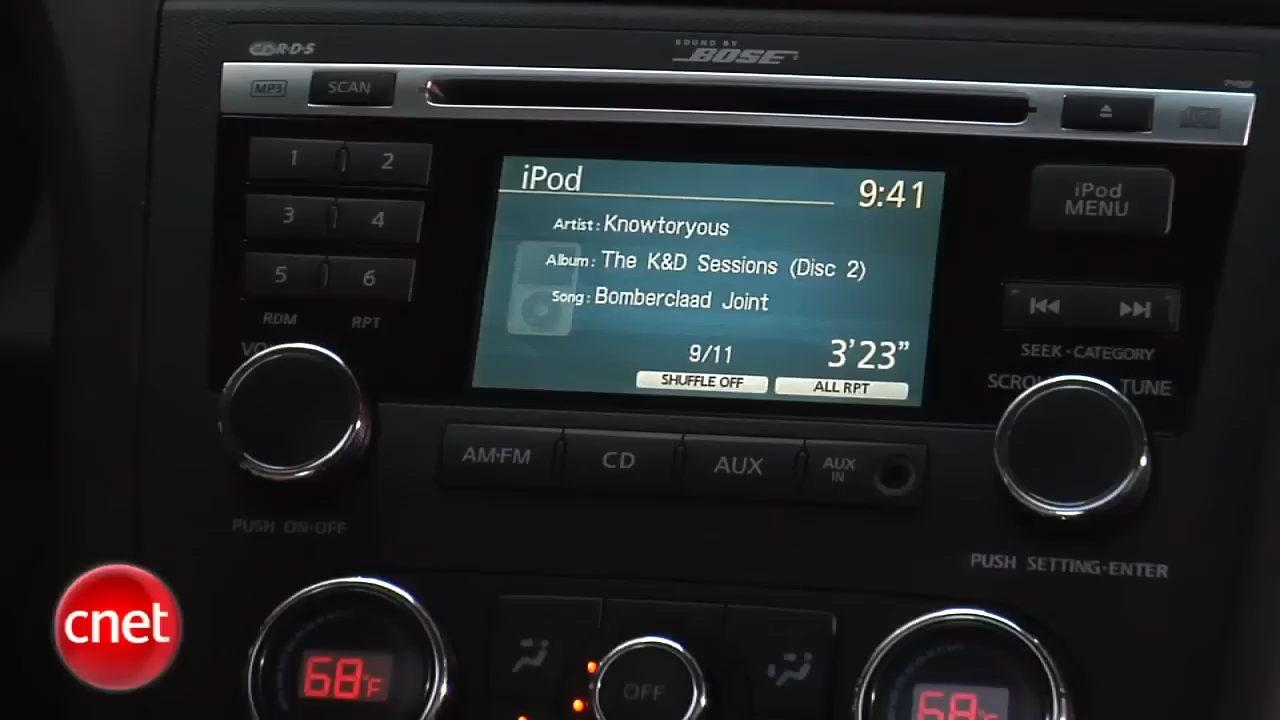 CD R·D·S
SOUND BY
BOSE
MP3
SCAN
1
2
3
4
5
6
RDM
RPT
iPod
9:41
Artist: Knowtoryous
Album: The K&D Sessions (Disc 2)
Song: Bomberclaad Joint
9/11
3'23"
SHUFFLE OFF
ALL RPT
iPod
MENU
SEEK·CATEGORY
TUNE
AM·FM
CD
AUX
AUX
IN
PUSH ON·OFF
PUSH SETTING·ENTER
cnet
68°F
OFF
68°F